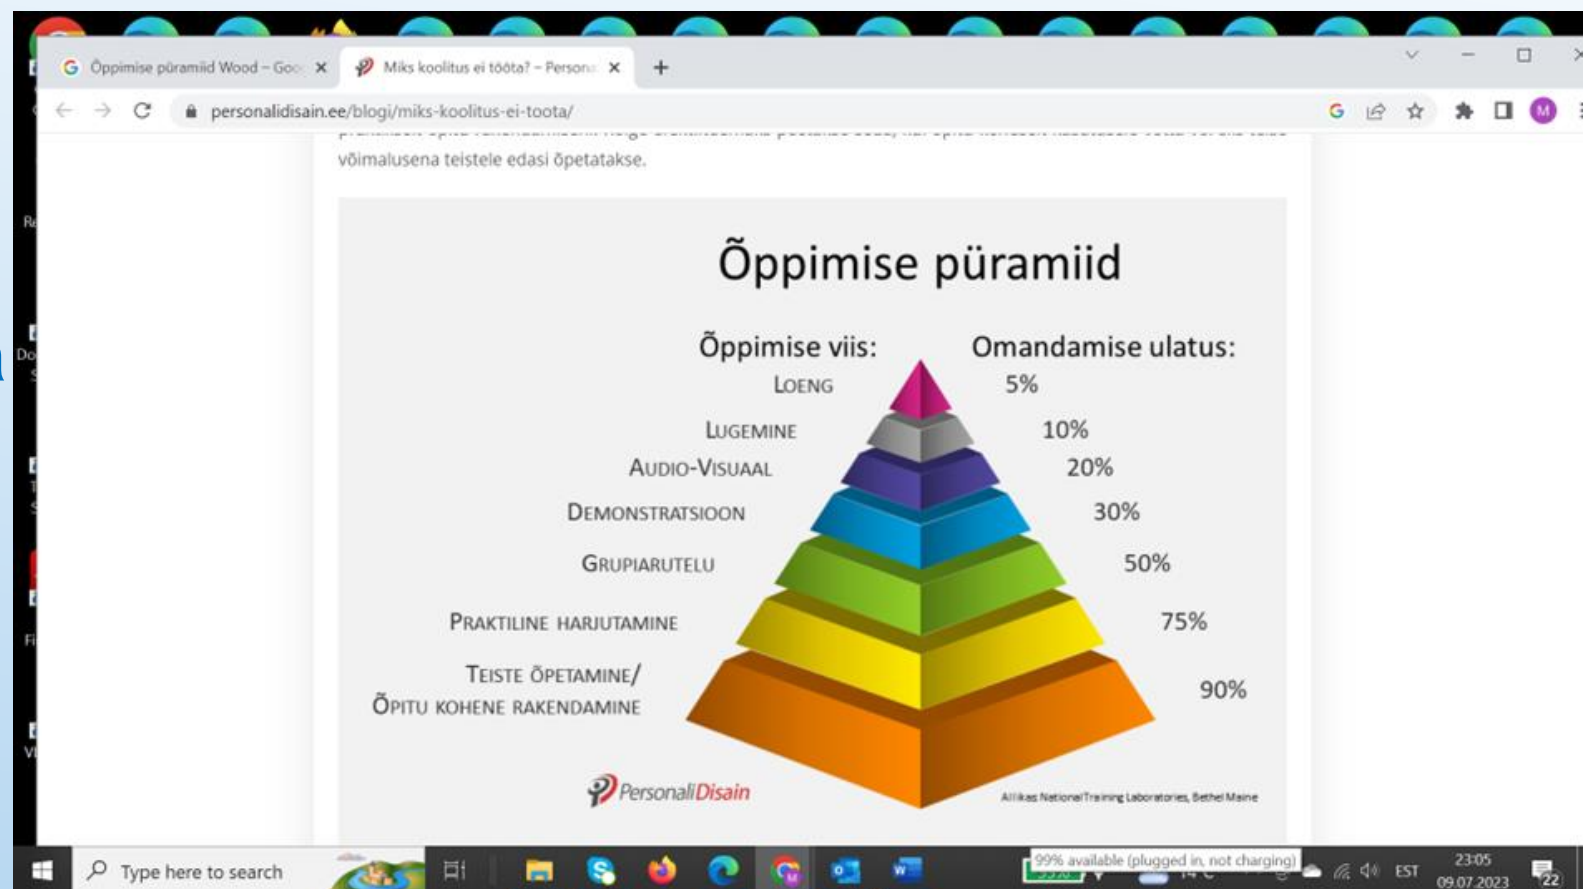 Õppimise püramiid Wood – Goo
Miks koolitus ei tööta? – Persona
personalidisain.ee/blogi/miks-koolitus-ei-toota/
võimalusena teistele edasi õpetatakse.
Õppimise püramiid
Õppimise viis: Omandamise ulatus:
LOENG 5%
LUGEMINE 10%
AUDIO-VISUAAL 20%
DEMONSTRATSIOON 30%
GRUPIARUTELU 50%
PRAKTILINE HARJUTAMINE 75%
TEISTE ÕPETAMINE/
ÕPITU KOHENE RAKENDAMINE 90%
PersonaliDisain
Allikas: National Training Laboratories, Bethel Maine
99% available (plugged in, not charging)
Type here to search
EST
23:05
09.07.2023
22